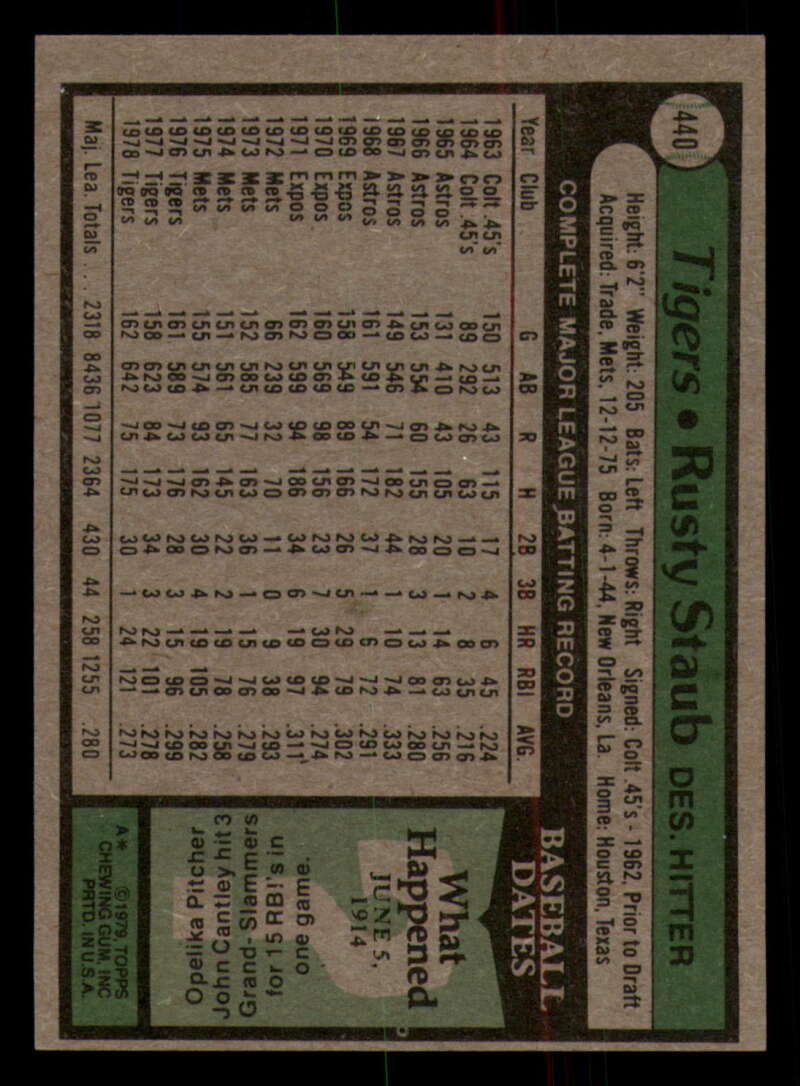 440
Tigers • Rusty Staub DES. HITTER
Height: 6'2" Weight: 205 Bats: Left Throws: Right Signed: Colt .45's - 1962, Prior to Draft
Acquired: Trade, Mets, 12-12-75 Born: 4-1-44, New Orleans, La. Home: Houston, Texas
COMPLETE MAJOR LEAGUE BATTING RECORD
Year Club G AB R H 2B 3B HR RBI AVG.
1963 Colt .45's 150 513 43 115 17 4 6 45 .224
1964 Colt .45's 89 292 26 63 10 2 8 35 .216
1965 Astros 131 410 43 105 20 1 14 63 .256
1966 Astros 153 554 60 155 28 3 13 81 .280
1967 Astros 149 546 71 182 44 1 10 74 .333
1968 Astros 161 591 54 172 37 1 6 72 .291
1969 Expos 158 549 89 166 26 5 29 79 .302
1970 Expos 160 569 98 156 23 7 30 94 .274
1971 Expos 162 599 94 186 34 6 19 97 .311
1972 Mets 66 239 32 70 11 0 9 38 .293
1973 Mets 152 585 77 163 36 1 15 76 .279
1974 Mets 151 561 65 145 22 2 19 78 .258
1975 Mets 155 574 93 162 30 4 19 105 .282
1976 Tigers 161 589 73 176 28 3 15 96 .299
1977 Tigers 158 623 84 173 34 3 22 101 .278
1978 Tigers 162 642 75 175 30 1 24 121 .273
Maj. Lea. Totals . . . 2318 8436 1077 2364 430 44 258 1255 .280
BASEBALL
DATES
What
Happened
JUNE 5,
1914
Opelika Pitcher
John Cantley hit 3
Grand-Slammers
for 15 RBI's in
one game.
A* ©1979, TOPPS
CHEWING GUM, INC
PRTD. IN U.S.A.